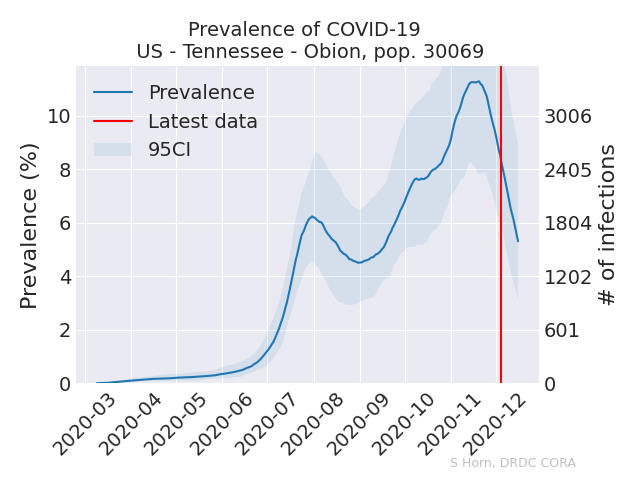 Prevalence of COVID-19
US - Tennessee - Obion, pop. 30069
Prevalence
Latest data
95CI
Prevalence (%)
10
8
6
4
2
0
3006
2405
1804
1202
601
0
# of infections
2020-03
2020-04
2020-05
2020-06
2020-07
2020-08
2020-09
2020-10
2020-11
2020-12
S Horn, DRDC CORA